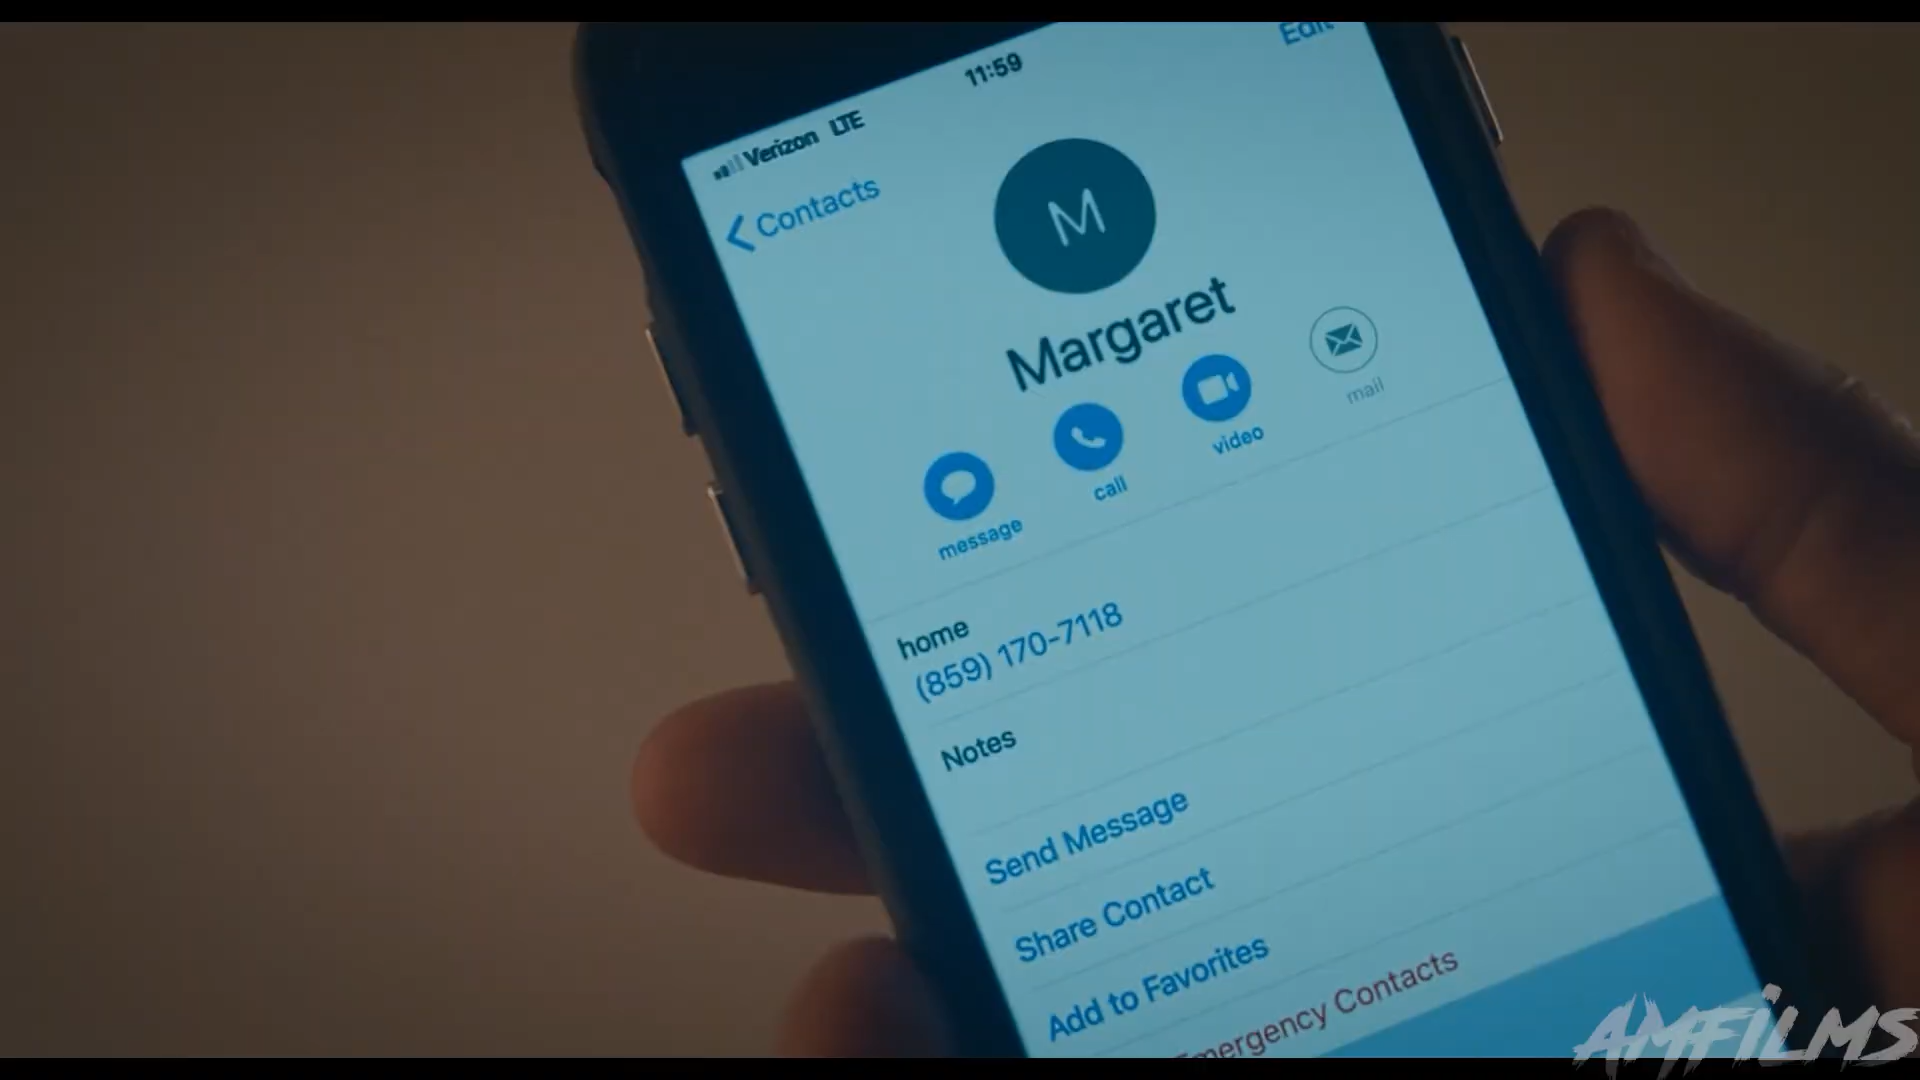 Edit
11:59
Verizon LTE
Contacts
M
Margaret
message
call
video
mail
home
(859) 170-7118
Notes
Send Message
Share Contact
Add to Favorites
Emergency Contacts
AMFILMS